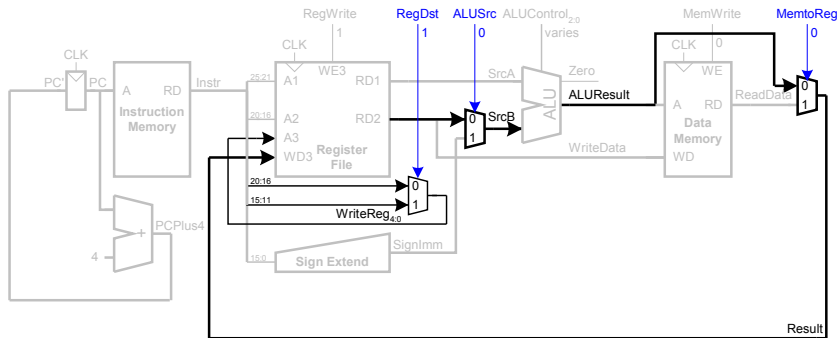 RegWrite
1
RegDst
1
ALUSrc
0
ALUControl2:0
varies
MemWrite
0
MemtoReg
0
CLK
PC'
PC
A
RD
Instruction
Memory
Instr
25:21
20:16
CLK
WE3
A1
RD1
A2
RD2
A3
WD3
Register
File
SrcA
0
1
SrcB
ALU
Zero
ALUResult
WriteData
CLK
WE
A
RD
Data
Memory
WD
ReadData
0
1
20:16
0
15:11
1
WriteReg4:0
PCPlus4
+
4
15:0
Sign Extend
SignImm
Result